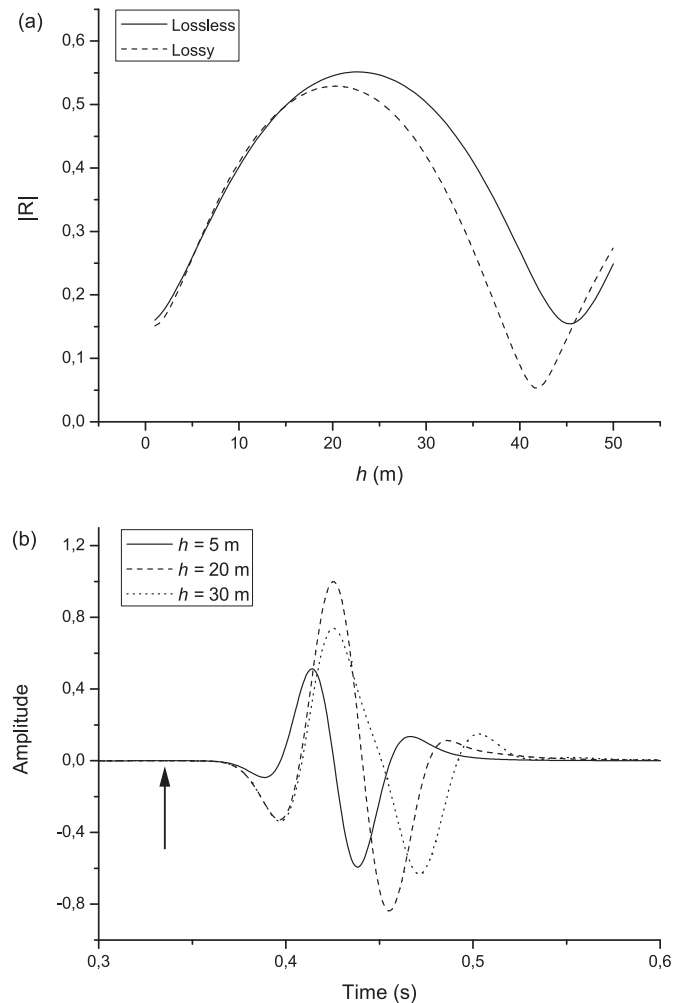 (a)
Lossless
Lossy
0,6
0,5
0,4
0,3
0,2
0,1
0,0
|R|
0
10
20
30
40
50
h (m)
(b)
h = 5 m
h = 20 m
h = 30 m
1,2
0,8
0,4
0,0
-0,4
-0,8
Amplitude
0,3
0,4
0,5
0,6
Time (s)